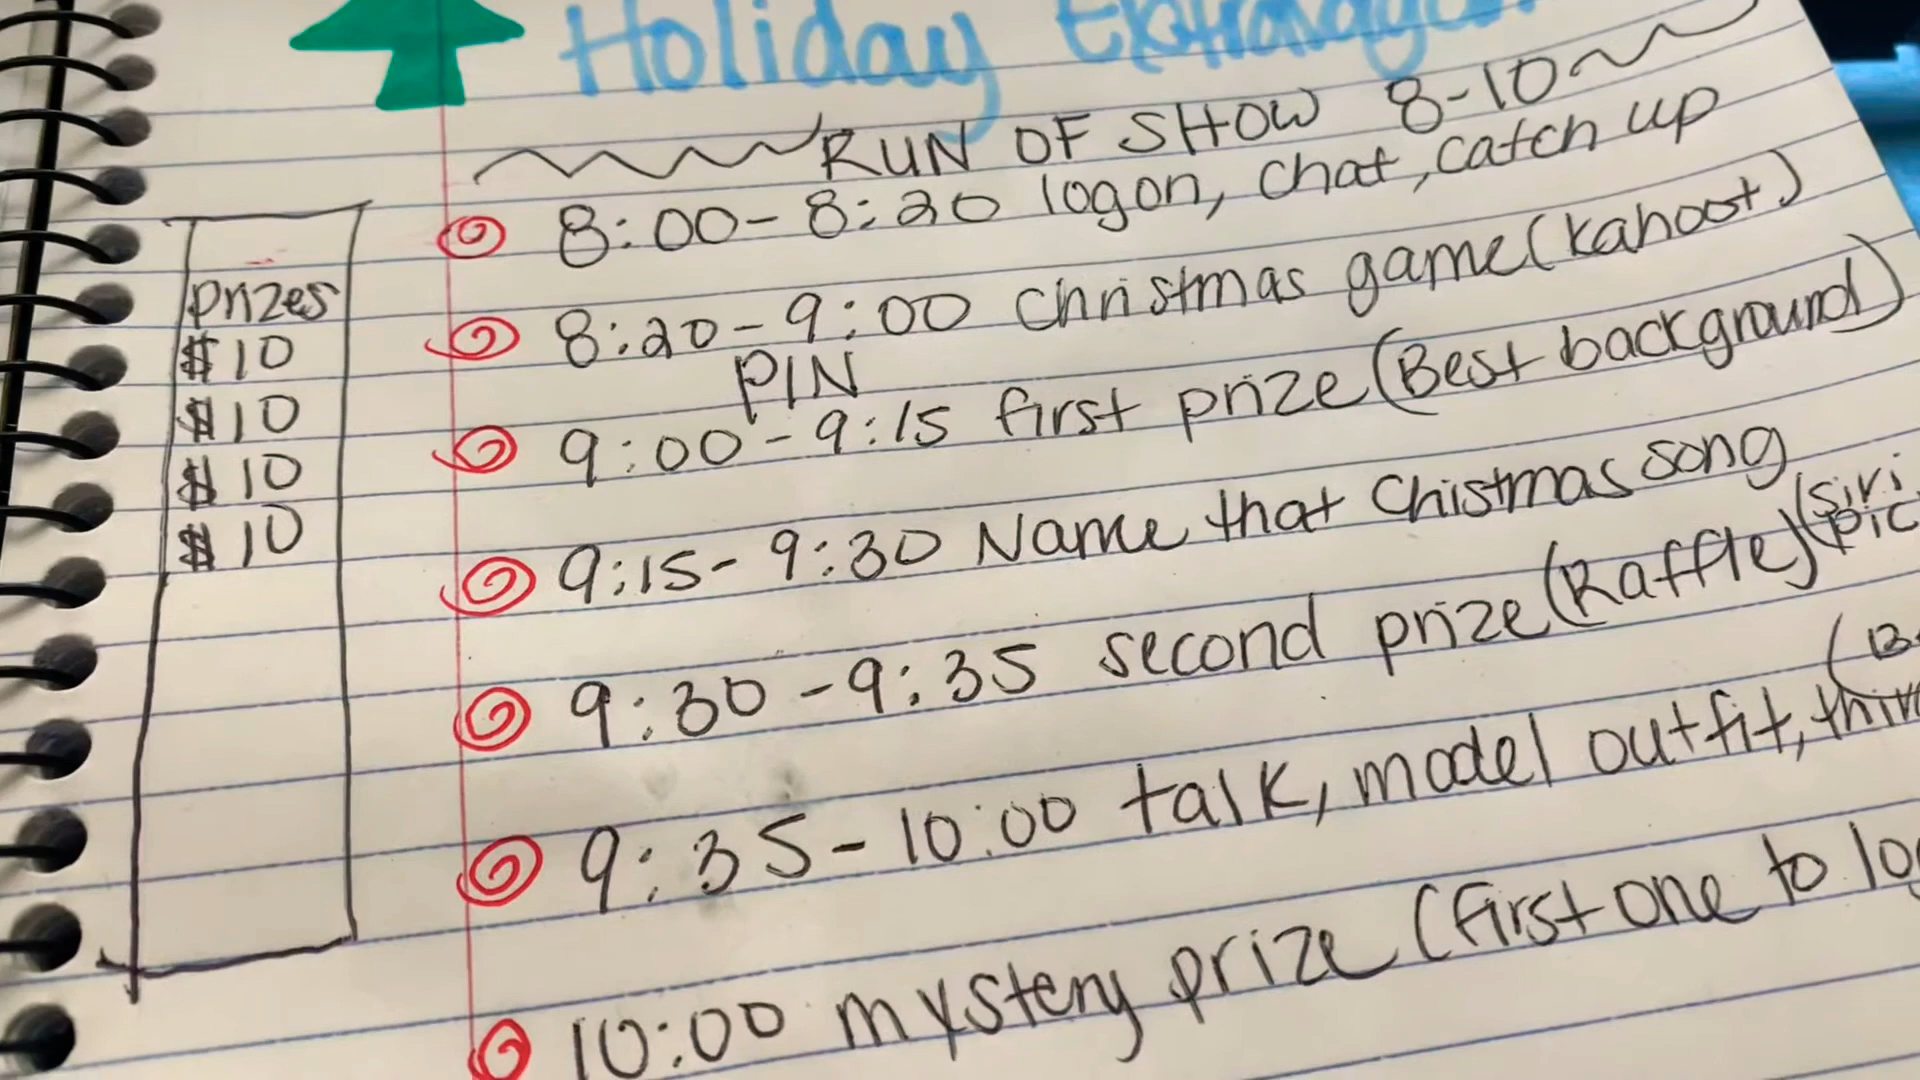 Holiday
RUN OF SHOW 8-10
8:00-8:20 logon, chat, catch up
8:20-9:00 Christmas game (kahoot)
PIN
9:00-9:15 first prize (Best background)
9:15-9:30 Name that Chistmas song
9:30-9:35 second prize (Raffle) (siri
pic
9:35-10:00 talk, model outfit,
10:00 mystery prize (first one to
prizes
$10
$10
$10
$10